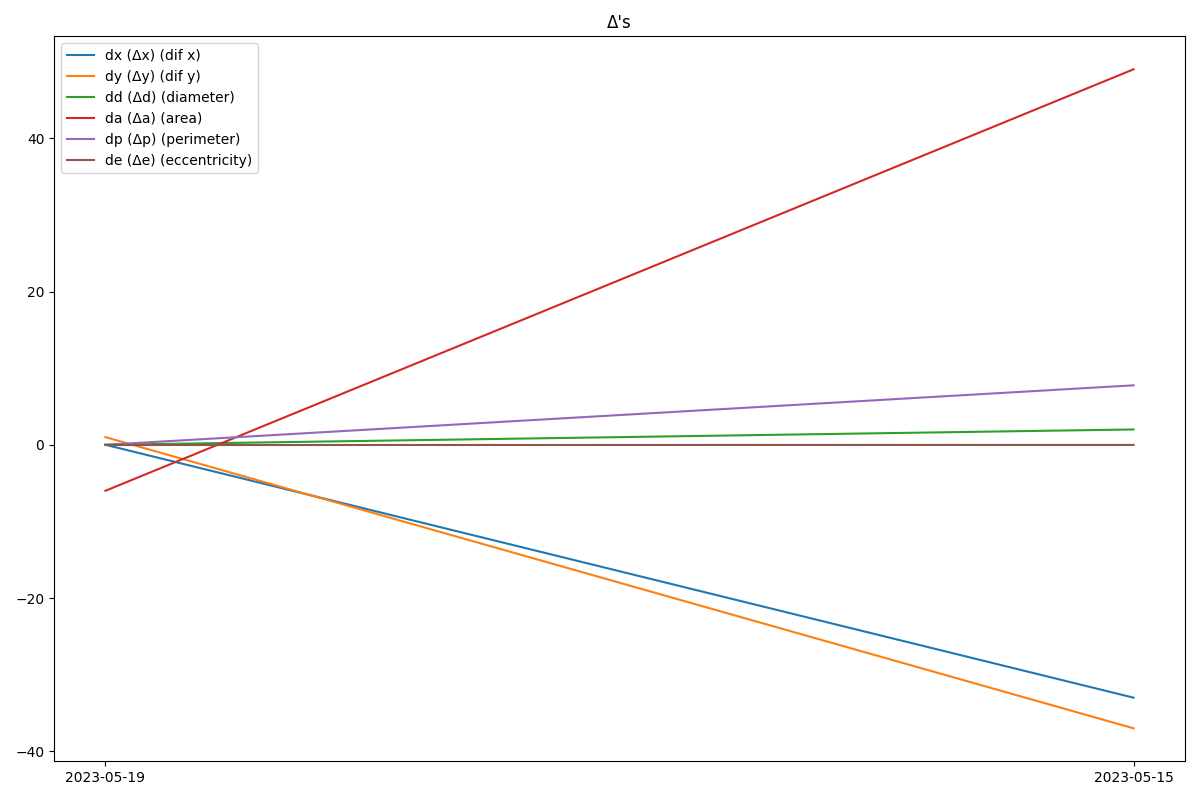 Δ's
dx (Δx) (dif x)
dy (Δy) (dif y)
dd (Δd) (diameter)
da (Δa) (area)
dp (Δp) (perimeter)
de (Δe) (eccentricity)
40
20
0
−20
−40
2023-05-19 2023-05-15